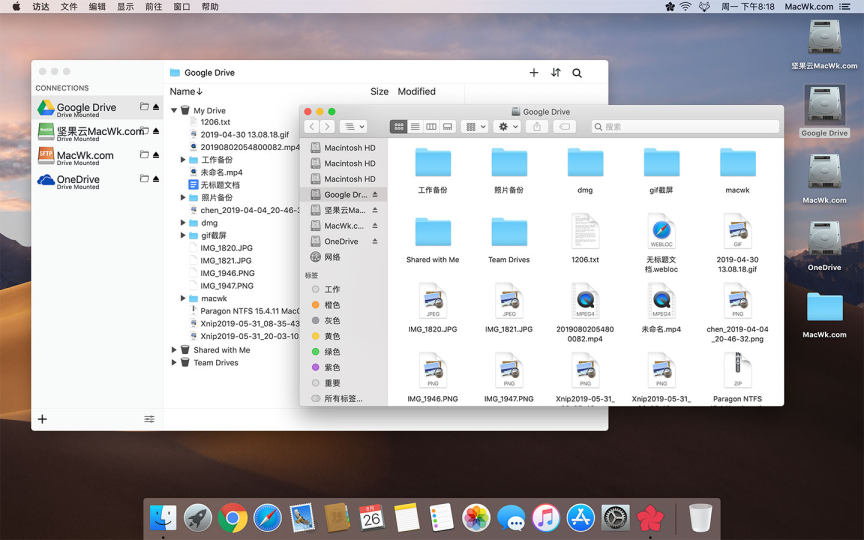 访达 文件 编辑 显示 前往 窗口 帮助 周一 下午8:18 MacWk.com
Google Drive
CONNECTIONS
Google Drive
Drive Mounted
坚果云MacWk.com
Drive Mounted
SFTP
MacWk.com
Drive Mounted
OneDrive
Drive Mounted
Name Size Modified
My Drive
1206.txt
2019-04-30 13.08.18.gif
20190802054800082.mp4
工作备份
未命名.mp4
无标题文档
照片备份
chen_2019-04-04_20-46-3
dmg
gif截屏
IMG_1820.JPG
IMG_1821.JPG
IMG_1946.PNG
IMG_1947.PNG
macwk
Paragon NTFS 15.4.11 MacC
Xnip2019-05-31_08-35-43
Xnip2019-05-31_20-03-10
Shared with Me
Team Drives
Google Drive
搜索
Macintosh HD
Macintosh HD
Macintosh HD
Google Dr...
坚果云Ma...
MacWk.c...
OneDrive
网络
标签
工作
橙色
灰色
黄色
绿色
紫色
重要
所有标签...
工作备份 照片备份 dmg gif截屏 macwk
WEBLOC GIF
Shared with Me Team Drives 1206.txt 无标题文档.webloc 2019-04-30 13.08.18.gif
JPEG JPEG MPEG4 MPEG4 PNG
IMG_1820.JPG IMG_1821.JPG 20190802054800082.mp4 未命名.mp4 chen_2019-04-04_20-46-32.png
PNG PNG PNG PNG ZIP
IMG_1946.PNG IMG_1947.PNG Xnip2019-05-31_ Xnip2019-05-31_ Paragon NTFS
坚果云MacWk.com
Google Drive
MacWk.com
OneDrive
MacWk.com
8月
26